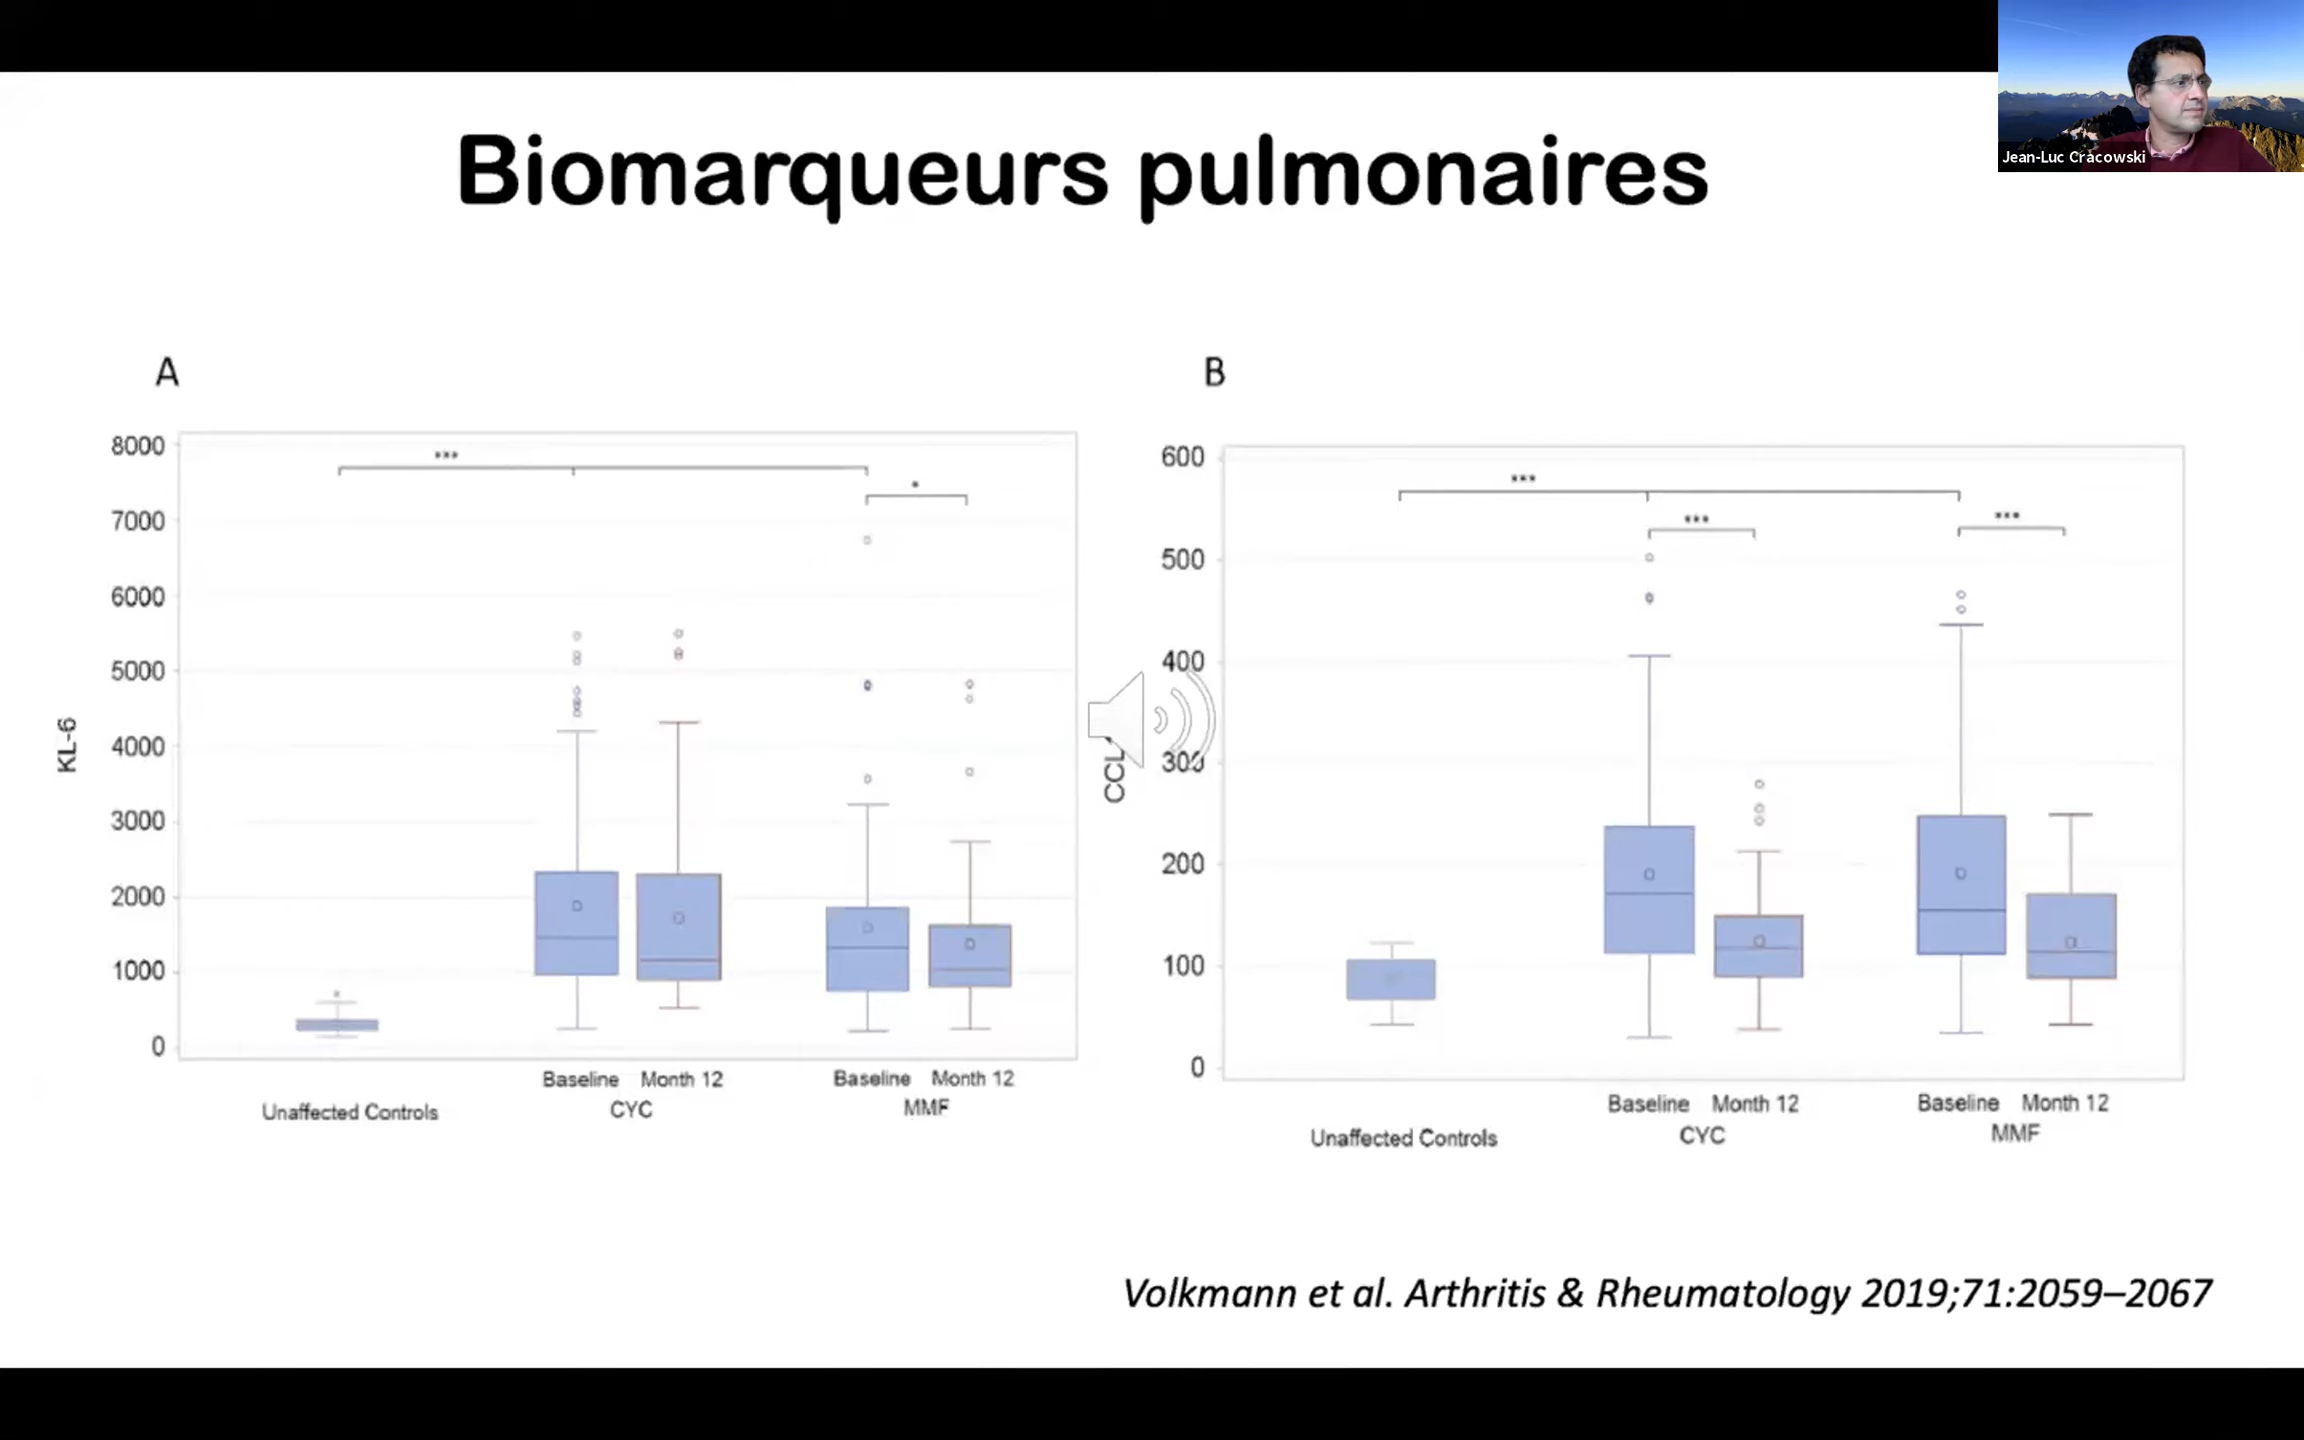 Jean-Luc Cracowski
Biomarqueurs pulmonaires
A
8000
7000
6000
5000
4000
3000
2000
1000
0
KL-6
***
*
Baseline Month 12 Baseline Month 12
Unaffected Controls CYC MMF
B
600
500
400
300
200
100
0
CCL
***
*** ***
Baseline Month 12 Baseline Month 12
Unaffected Controls CYC MMF
Volkmann et al. Arthritis & Rheumatology 2019;71:2059–2067